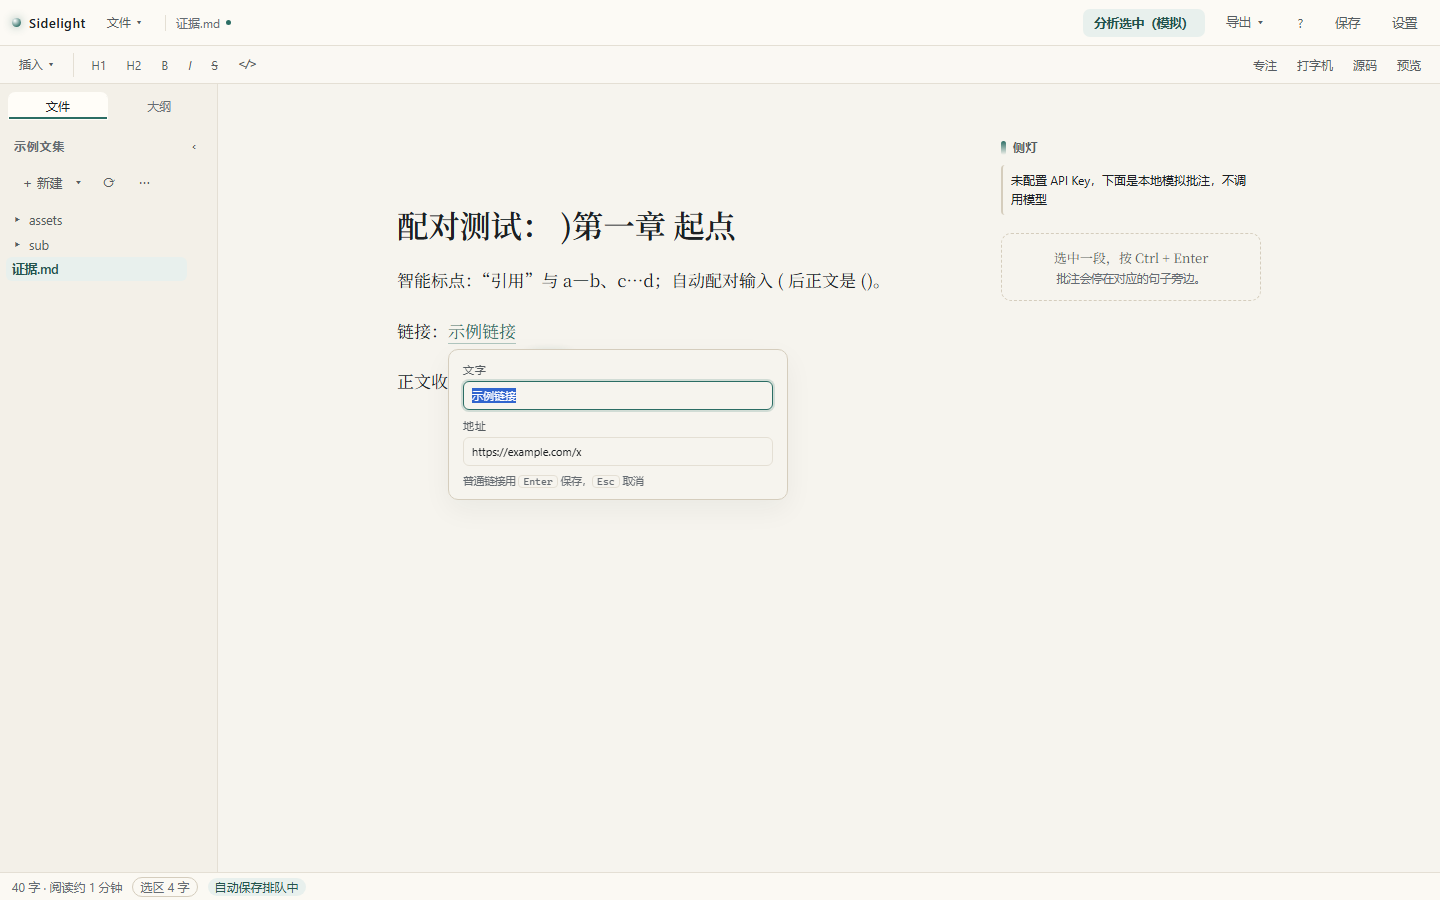 Sidelight 文件 证据.md 分析选中（模拟） 导出 ? 保存 设置
插入 H1 H2 B I S </> 专注 打字机 源码 预览
文件 大纲
示例文集
+ 新建 ...
assets
sub
证据.md
配对测试： )第一章 起点
智能标点：“引用”与 a—b、c…d；自动配对输入 ( 后正文是 ()。
链接：示例链接
正文收
文字
示例链接
地址
https://example.com/x
普通链接用 Enter 保存，Esc 取消
侧灯
未配置 API Key，下面是本地模拟批注，不调
用模型
选中一段，按 Ctrl + Enter
批注会停在对应的句子旁边。
40 字 · 阅读约 1 分钟 选区 4 字 自动保存排队中